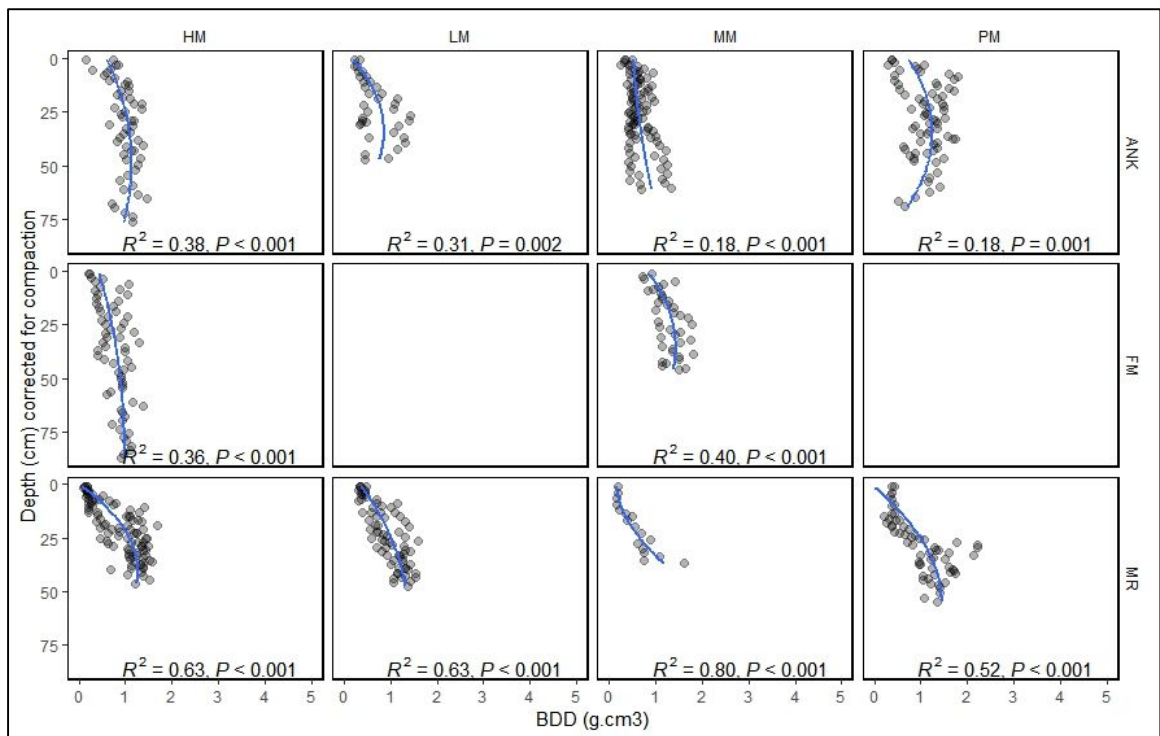 HM LM MM PM
0
25
50
75
R² = 0.38, P < 0.001 R² = 0.31, P = 0.002 R² = 0.18, P < 0.001 R² = 0.18, P = 0.001
ANK
0
25
50
75
R² = 0.36, P < 0.001 R² = 0.40, P < 0.001
FM
0
25
50
75
R² = 0.63, P < 0.001 R² = 0.63, P < 0.001 R² = 0.80, P < 0.001 R² = 0.52, P < 0.001
MR
Depth (cm) corrected for compaction
0 1 2 3 4 5 0 1 2 3 4 5 0 1 2 3 4 5 0 1 2 3 4 5
BDD (g.cm3)